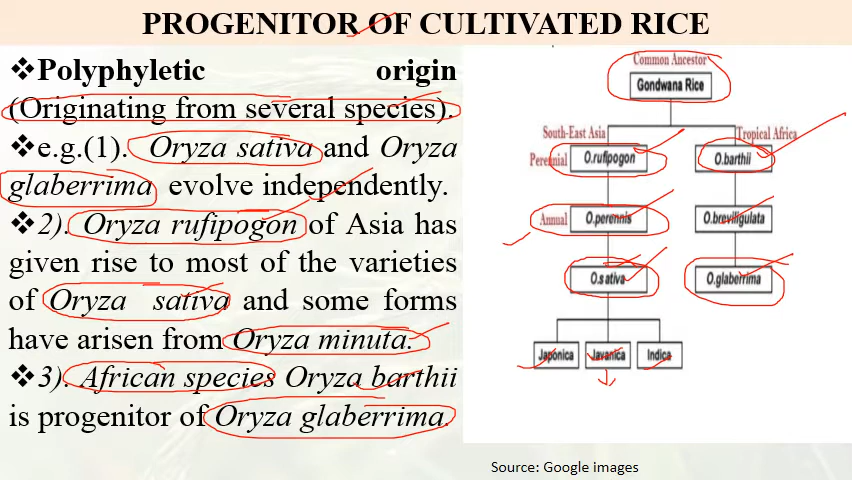 PROGENITOR OF CULTIVATED RICE
❖Polyphyletic origin
(Originating from several species).
❖e.g.(1). Oryza sativa and Oryza
glaberrima evolve independently.
❖2). Oryza rufipogon of Asia has
given rise to most of the varieties
of Oryza sativa and some forms
have arisen from Oryza minuta.
❖3). African species Oryza barthii
is progenitor of Oryza glaberrima.
Common Ancestor
Gondwana Rice
South-East Asia Tropical Africa
Perennial O.rufipogon O.barthii
Annual O.perennis O.breviligulata
O.sativa O.glaberrima
Japonica Javanica Indica
Source: Google images